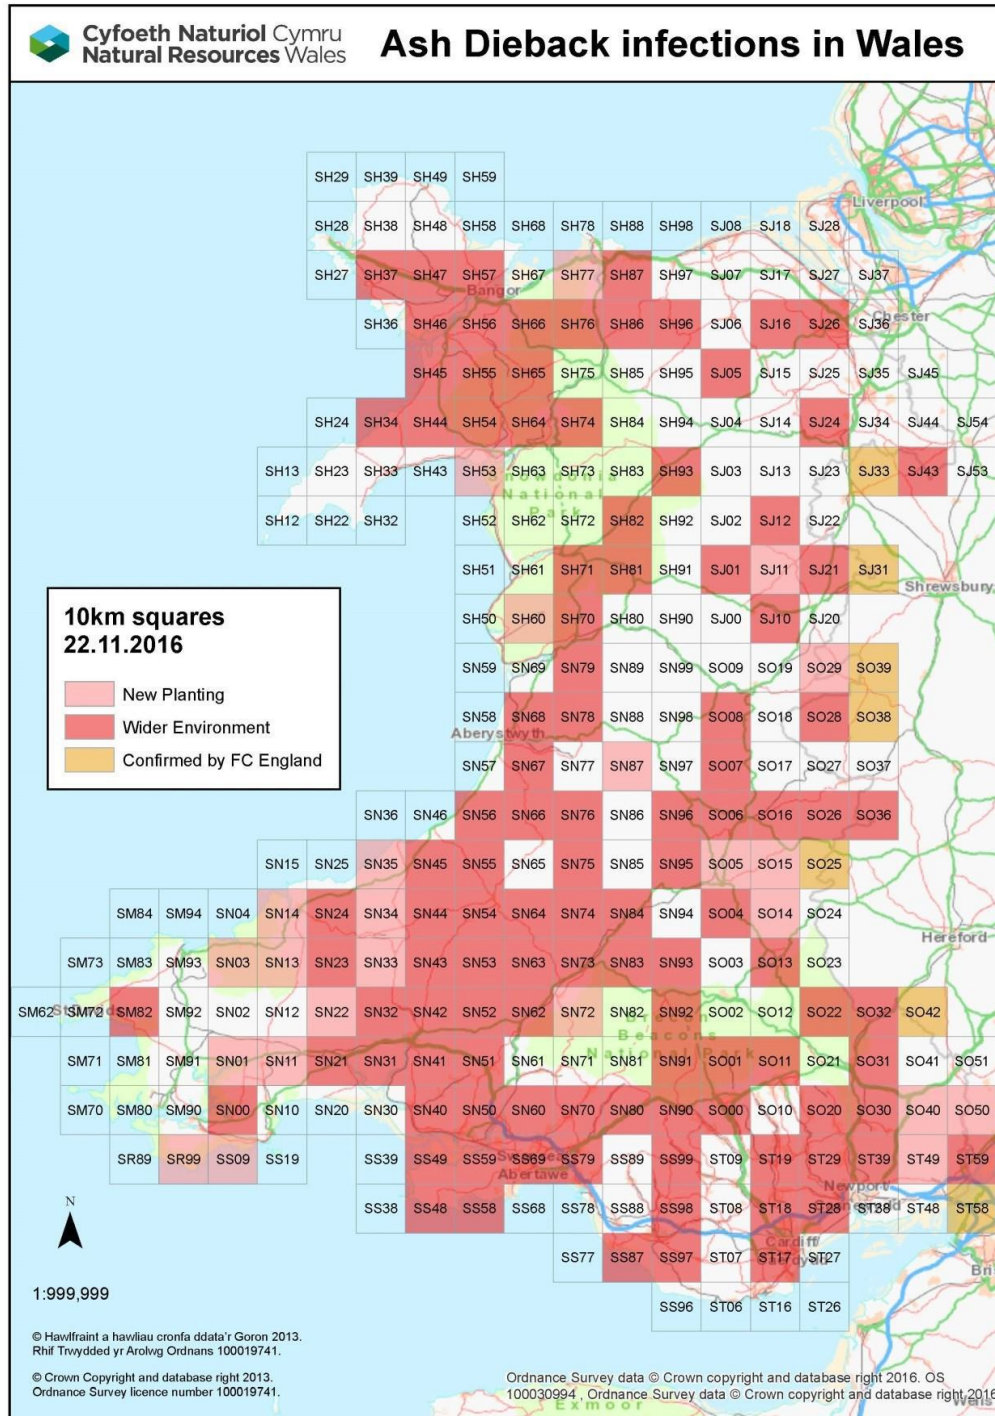 Cyfoeth Naturiol Cymru
Natural Resources Wales
Ash Dieback infections in Wales
SH29 SH39 SH49 SH59
Liverpool
SH28 SH38 SH48 SH58 SH68 SH78 SH88 SH98 SJ08 SJ18 SJ28
SH27 SH37 SH47 SH57 SH67 SH77 SH87 SH97 SJ07 SJ17 SJ27 SJ37
Bangor
SH36 SH46 SH56 SH66 SH76 SH86 SH96 SJ06 SJ16 SJ26 SJ36
Chester
SH45 SH55 SH65 SH75 SH85 SH95 SJ05 SJ15 SJ25 SJ35 SJ45
SH24 SH34 SH44 SH54 SH64 SH74 SH84 SH94 SJ04 SJ14 SJ24 SJ34 SJ44 SJ54
SH13 SH23 SH33 SH43 SH53 SH63 SH73 SH83 SH93 SJ03 SJ13 SJ23 SJ33 SJ43 SJ53
Snowdonia
National
Park
SH12 SH22 SH32 SH52 SH62 SH72 SH82 SH92 SJ02 SJ12 SJ22
SH51 SH61 SH71 SH81 SH91 SJ01 SJ11 SJ21 SJ31
Shrewsbury
10km squares
22.11.2016
New Planting
Wider Environment
Confirmed by FC England
SH50 SH60 SH70 SH80 SH90 SJ00 SJ10 SJ20
SN59 SN69 SN79 SN89 SN99 SO09 SO19 SO29 SO39
SN58 SN68 SN78 SN88 SN98 SO08 SO18 SO28 SO38
Aberystwyth
SN57 SN67 SN77 SN87 SN97 SO07 SO17 SO27 SO37
SN36 SN46 SN56 SN66 SN76 SN86 SN96 SO06 SO16 SO26 SO36
SN15 SN25 SN35 SN45 SN55 SN65 SN75 SN85 SN95 SO05 SO15 SO25
SM84 SM94 SN04 SN14 SN24 SN34 SN44 SN54 SN64 SN74 SN84 SN94 SO04 SO14 SO24
Hereford
SM73 SM83 SM93 SN03 SN13 SN23 SN33 SN43 SN53 SN63 SN73 SN83 SN93 SO03 SO13 SO23
SM62 SM72 SM82 SM92 SN02 SN12 SN22 SN32 SN42 SN52 SN62 SN72 SN82 SN92 SO02 SO12 SO22 SO32 SO42
Brecon
Beacons
National Park
SM71 SM81 SM91 SN01 SN11 SN21 SN31 SN41 SN51 SN61 SN71 SN81 SN91 SO01 SO11 SO21 SO31 SO41 SO51
SM70 SM80 SM90 SN00 SN10 SN20 SN30 SN40 SN50 SN60 SN70 SN80 SN90 SO00 SO10 SO20 SO30 SO40 SO50
SR89 SR99 SS09 SS19 SS39 SS49 SS59 SS69 SS79 SS89 SS99 ST09 ST19 ST29 ST39 ST49 ST59
Abertawe
Newport
SS38 SS48 SS58 SS68 SS78 SS88 SS98 ST08 ST18 ST28 ST38 ST48 ST58
Cardiff
SS77 SS87 SS97 ST07 ST17 ST27
SS96 ST06 ST16 ST26
N
1:999,999
© Hawlfraint a hawliau cronfa ddata'r Goron 2013.
Rhif Trwydded yr Arolwg Ordnans 100019741.
© Crown Copyright and database right 2013.
Ordnance Survey licence number 100019741.
Ordnance Survey data © Crown copyright and database right 2016. OS
100030994 , Ordnance Survey data © Crown copyright and database right 2016
Exmoor